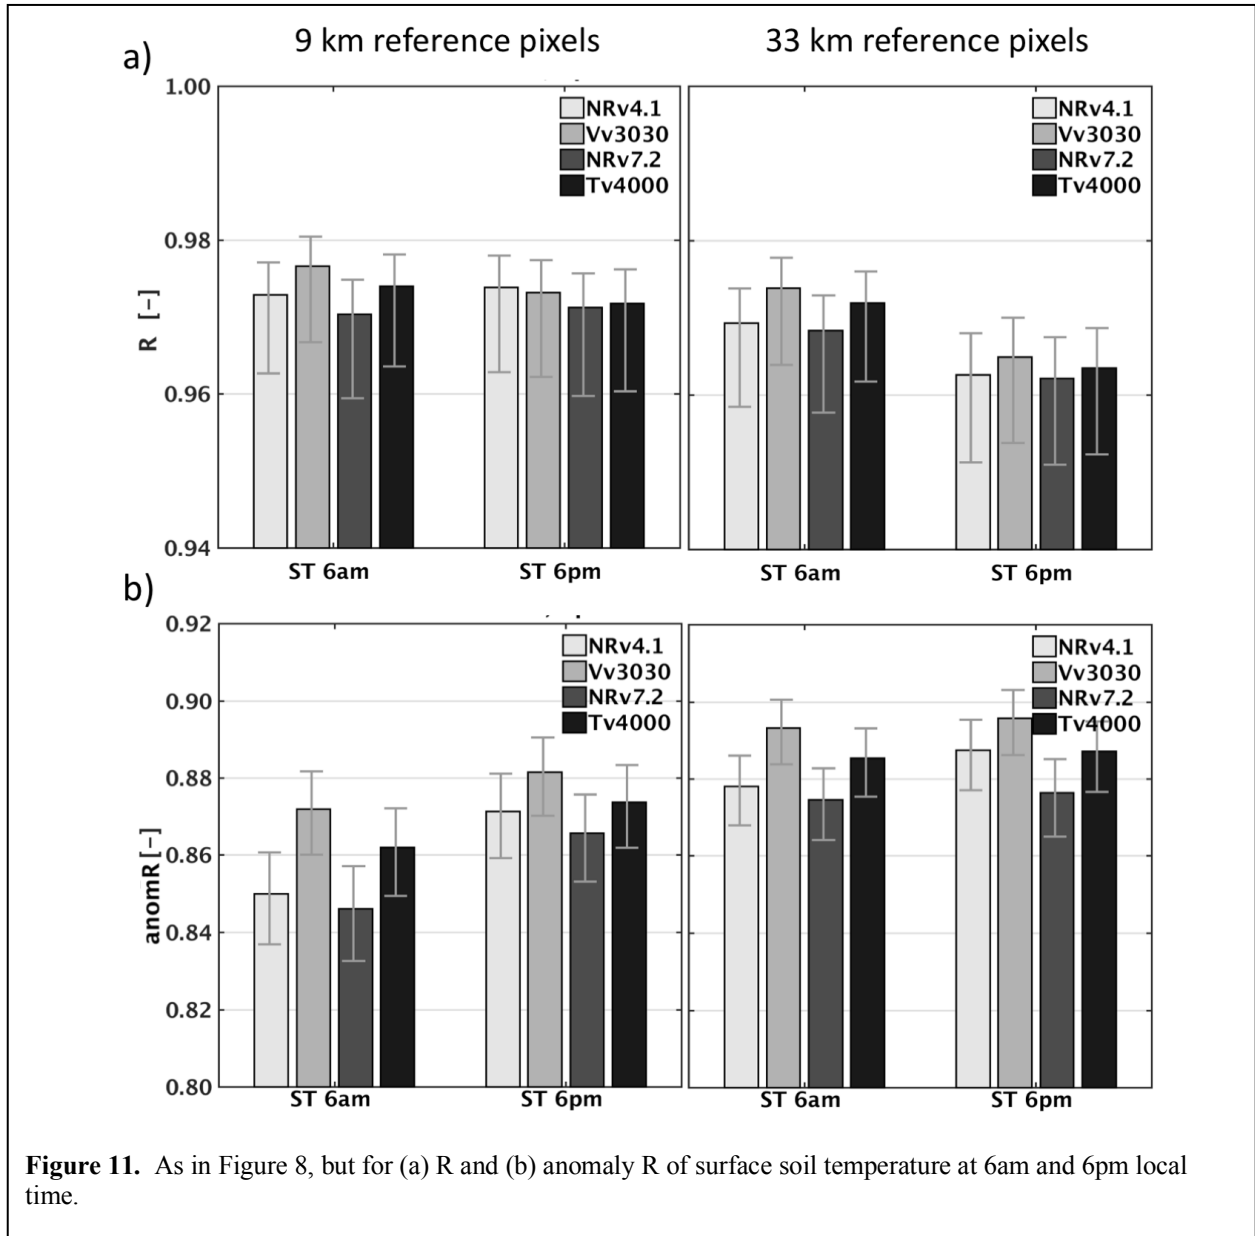 9 km reference pixels
33 km reference pixels
a)
1.00
0.98
0.96
0.94
R [-]
NRv4.1
Vv3030
NRv7.2
Tv4000
ST 6am
ST 6pm
NRv4.1
Vv3030
NRv7.2
Tv4000
ST 6am
ST 6pm
b)
0.92
0.90
0.88
0.86
0.84
0.82
0.80
anomR[-]
NRv4.1
Vv3030
NRv7.2
Tv4000
ST 6am
ST 6pm
NRv4.1
Vv3030
NRv7.2
Tv4000
ST 6am
ST 6pm
Figure 11. As in Figure 8, but for (a) R and (b) anomaly R of surface soil temperature at 6am and 6pm local
time.